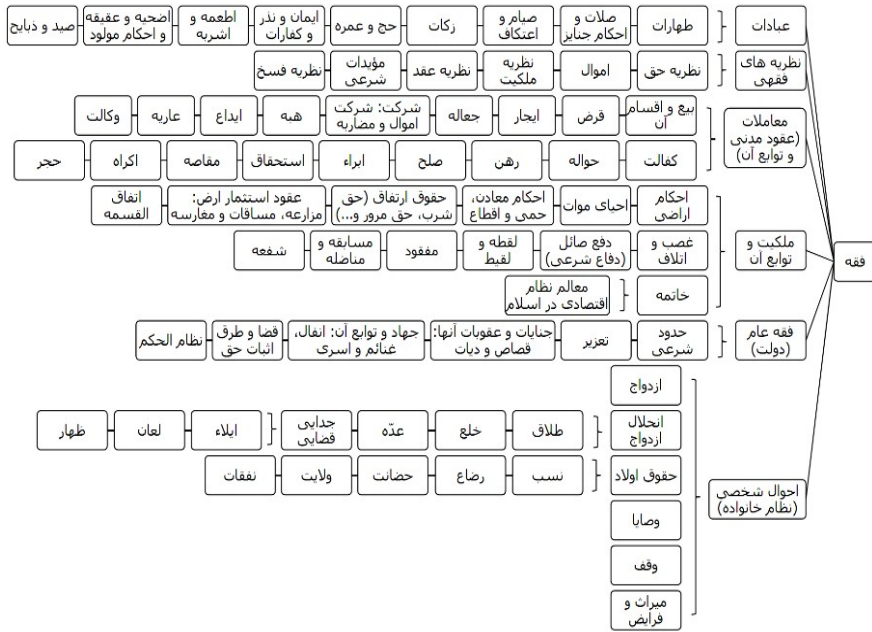 فقه
عبادات
طهارات
صلات و
احکام جنایز
صیام و
اعتکاف
زکات
حج و عمره
ایمان و نذر
و کفارات
اطعمه و
اشربه
اضحیه و عقیقه
و احکام مولود
صید و ذبایح
نظریه های
فقهی
نظریه حق
اموال
نظریه
ملکیت
نظریه عقد
مؤیدات
شرعی
نظریه فسخ
معاملات
(عقود مدنی
و توابع آن)
بیع و اقسام
آن
قرض
ایجار
جعاله
شرکت: شرکت
اموال و مضاربه
هبه
ایداع
عاریه
وکالت
کفالت
حواله
رهن
صلح
ابراء
استحقاق
مقاصه
اکراه
حجر
ملکیت و
توابع آن
احکام
اراضی
احیای موات
احکام معادن،
حمی و اقطاع
حقوق ارتفاق (حق
شرب، حق مرور و...)
عقود استثمار ارض:
مزارعه، مساقات و مغارسه
اتفاق
القسمه
غصب و
اتلاف
دفع صائل
(دفاع شرعی)
لقطه و
لقیط
مفقود
مسابقه و
مناضله
شفعه
خاتمه
معالم نظام
اقتصادی در اسلام
فقه عام
(دولت)
حدود
شرعی
تعزیر
جنایات و عقوبات آنها:
قصاص و دیات
جهاد و توابع آن: انفال،
غنائم و اسری
قضا و طرق
اثبات حق
نظام الحکم
احوال شخصی
(نظام خانواده)
ازدواج
انحلال
ازدواج
طلاق
خلع
عدّه
جدایی
قضایی
ایلاء
لعان
ظهار
حقوق اولاد
نسب
رضاع
حضانت
ولایت
نفقات
وصایا
وقف
میراث و
فرایض